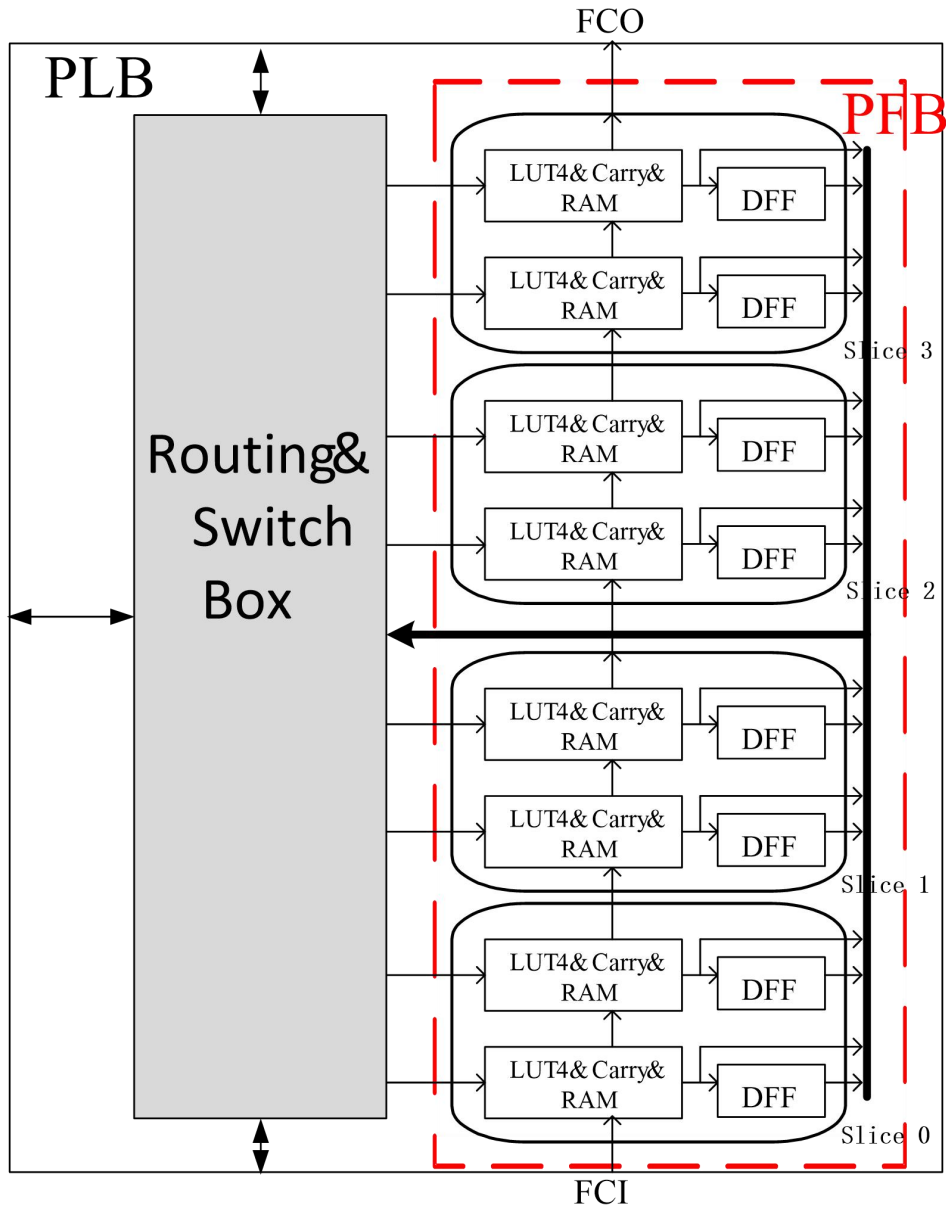 FCO
PLB
PFB
LUT4& Carry&
RAM
DFF
LUT4& Carry&
RAM
DFF
Slice 3
LUT4& Carry&
RAM
DFF
LUT4& Carry&
RAM
DFF
Slice 2
Routing&
Switch
Box
LUT4& Carry&
RAM
DFF
LUT4& Carry&
RAM
DFF
Slice 1
LUT4& Carry&
RAM
DFF
LUT4& Carry&
RAM
DFF
Slice 0
FCI